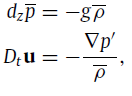 d_z p̅ = −g ρ̅
D_t 𝐮 = − ∇p′ / ρ̅ ,